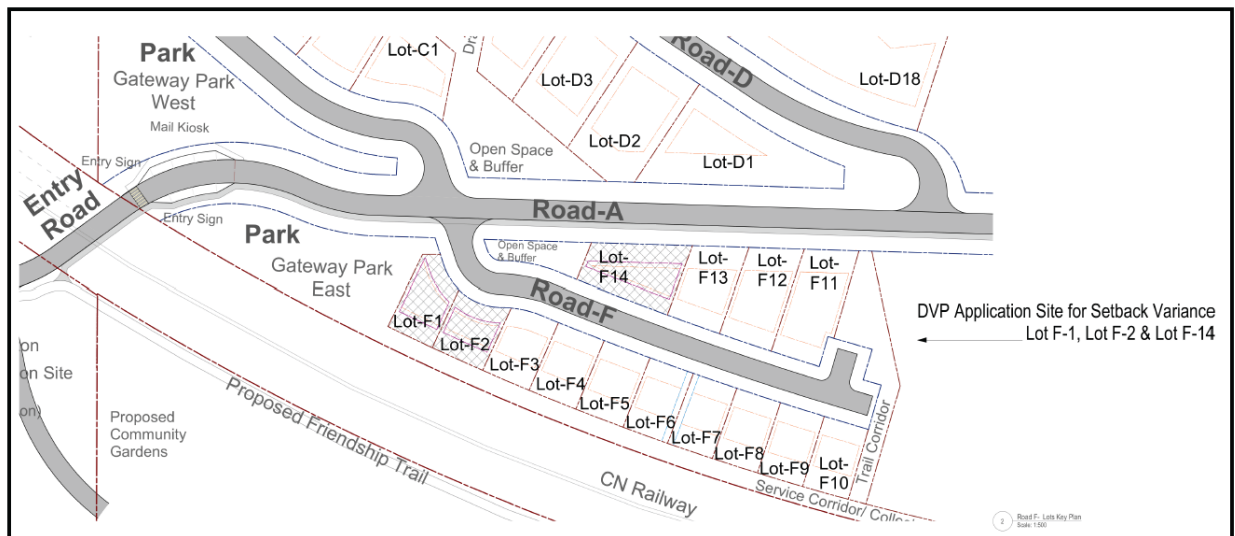 Park
Gateway Park
West
Mail Kiosk
Lot-C1
Lot-D3
Road-D
Lot-D18
Lot-D2
Lot-D1
Open Space
& Buffer
Entry Sign
Entry
Road
Entry Sign
Road-A
Park
Gateway Park
East
Open Space
& Buffer
Lot-
F14
Lot-
F13
Lot-
F12
Lot-
F11
Road-F
Lot-F1
Lot-F2
Lot-F3
Lot-F4
Lot-F5
Lot-F6
Lot-F7
Lot-F8
Lot-F9
Lot-
F10
DVP Application Site for Setback Variance
Lot F-1, Lot F-2 & Lot F-14
on Site
Proposed
Community
Gardens
Proposed Friendship Trail
CN Railway
Service Corridor/
Trail Corridor
2
Road F- Lots Key Plan
Scale: 1:500